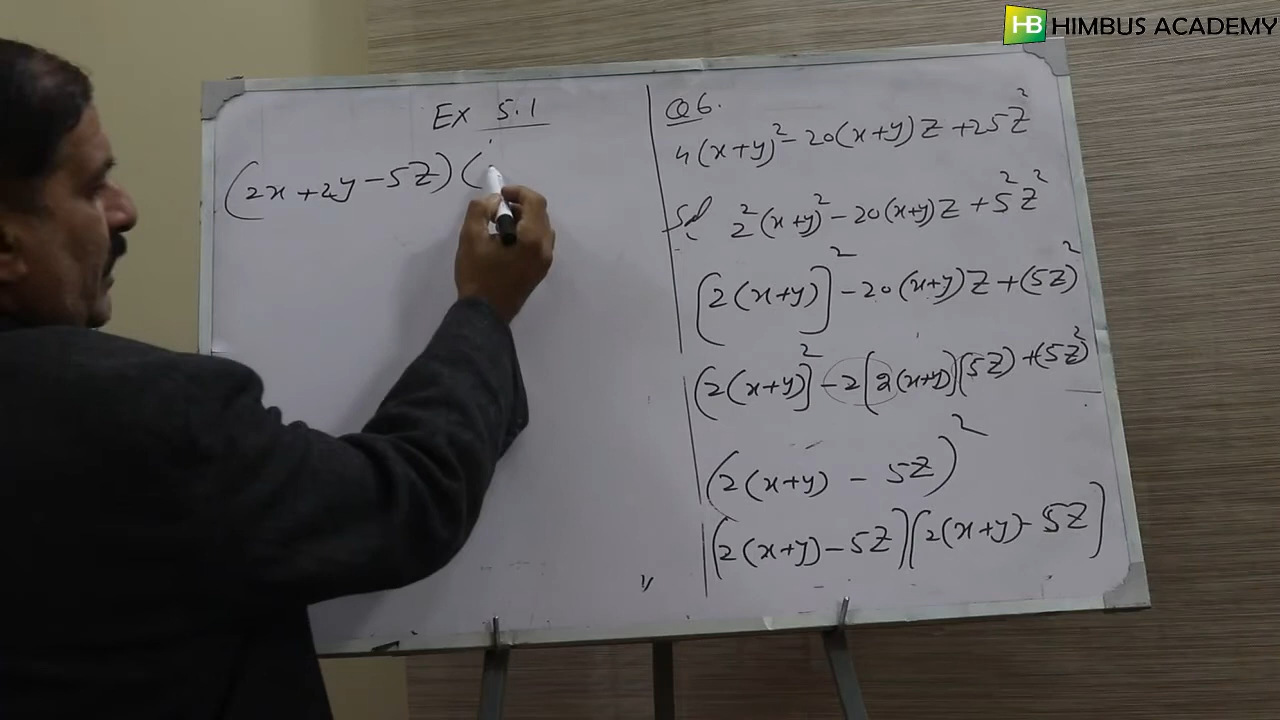 HB HIMBUS ACADEMY
Ex 5.1
(2x+2y-5z)(
Q6.
4(x+y)²-20(x+y)z+25z²
Sol 2²(x+y)²-20(x+y)z+5²z²
[2(x+y)]²-20(x+y)z+(5z)²
[2(x+y)]²-2[2(x+y)](5z)+(5z)²
(2(x+y)-5z)²
(2(x+y)-5z)(2(x+y)-5z)